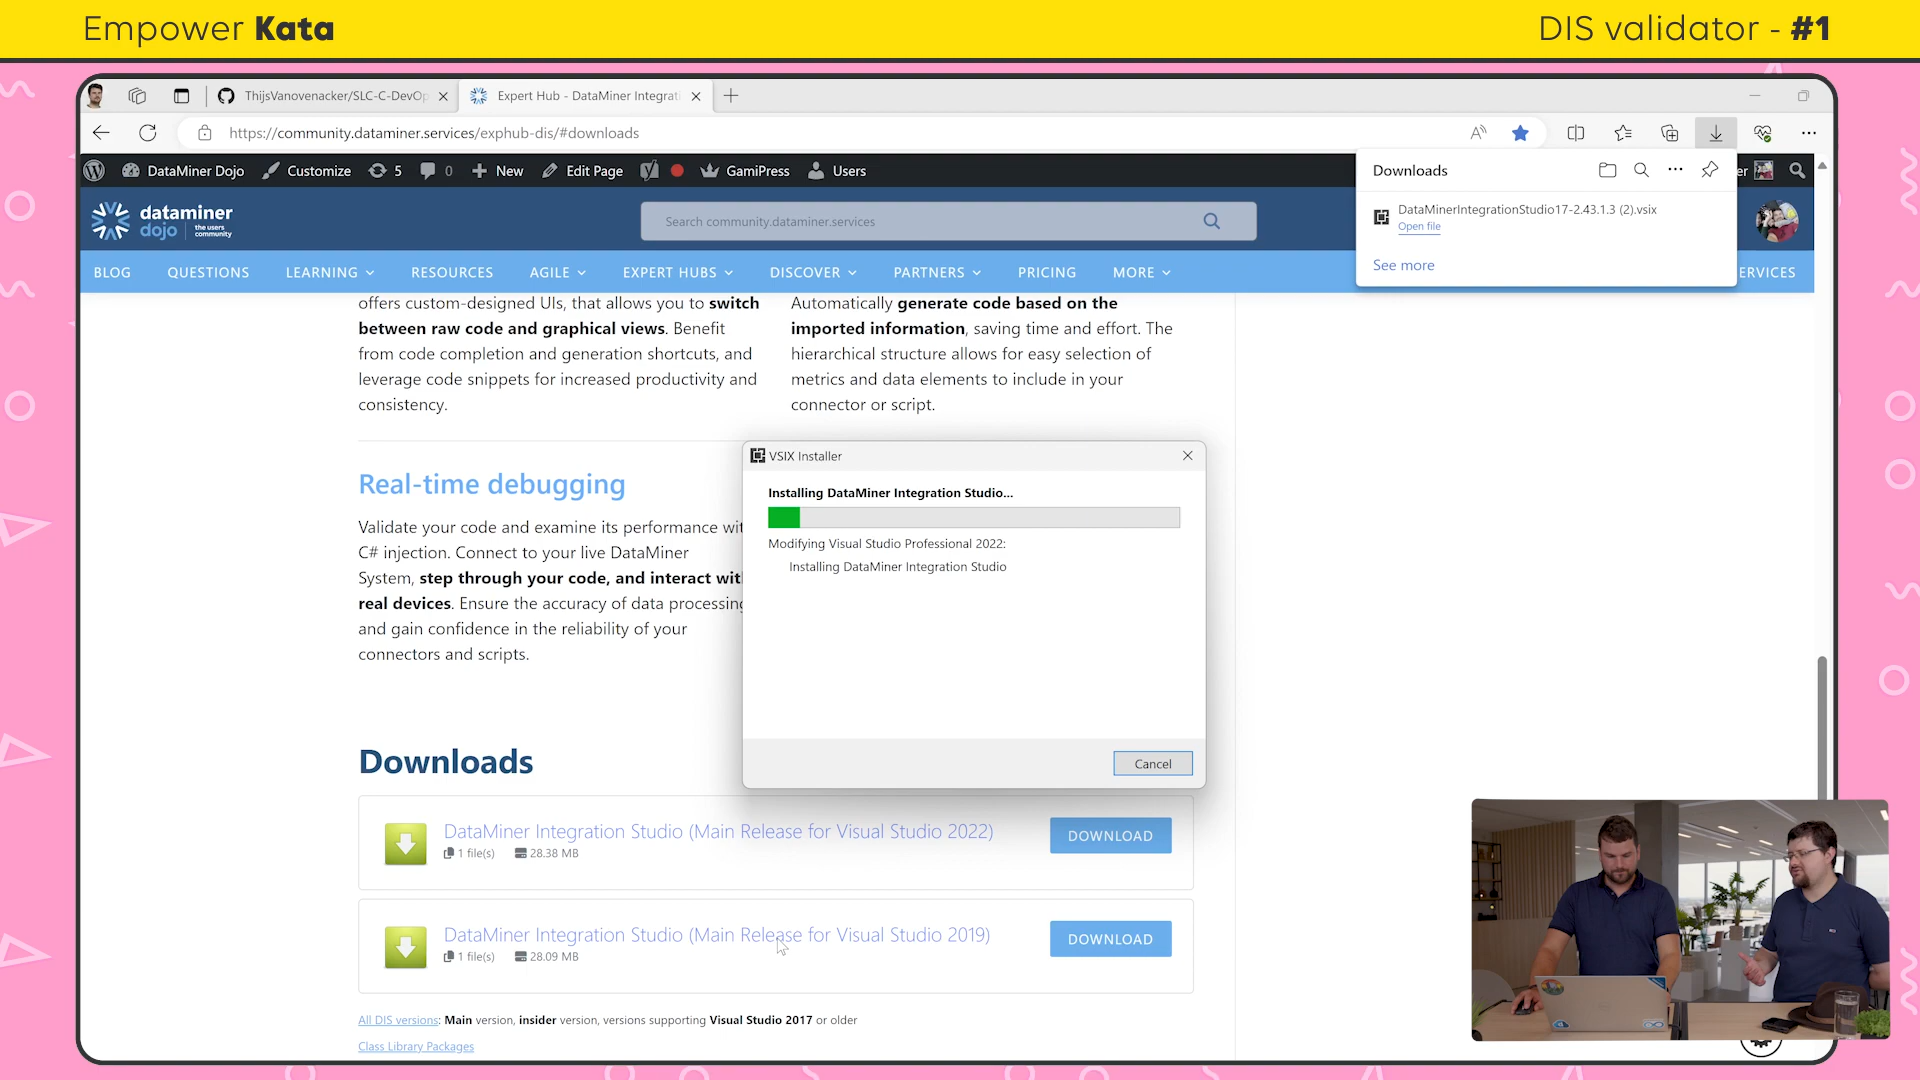 Empower Kata
DIS validator - #1
ThijsVanovenacker/SLC-C-DevOp
Expert Hub - DataMiner Integrati
https://community.dataminer.services/exphub-dis/#downloads
DataMiner Dojo
Customize
5
0
New
Edit Page
GamiPress
Users
er
dataminer
dojo
the users
community
Search community.dataminer.services
Downloads
DataMinerIntegrationStudio17-2.43.1.3 (2).vsix
Open file
See more
BLOG
QUESTIONS
LEARNING
RESOURCES
AGILE
EXPERT HUBS
DISCOVER
PARTNERS
PRICING
MORE
ERVICES
offers custom-designed UIs, that allows you to switch
between raw code and graphical views. Benefit
from code completion and generation shortcuts, and
leverage code snippets for increased productivity and
consistency.
Automatically generate code based on the
imported information, saving time and effort. The
hierarchical structure allows for easy selection of
metrics and data elements to include in your
connector or script.
Real-time debugging
Validate your code and examine its performance wit
C# injection. Connect to your live DataMiner
System, step through your code, and interact wit
real devices. Ensure the accuracy of data processing
and gain confidence in the reliability of your
connectors and scripts.
VSIX Installer
Installing DataMiner Integration Studio...
Modifying Visual Studio Professional 2022:
Installing DataMiner Integration Studio
Cancel
Downloads
DataMiner Integration Studio (Main Release for Visual Studio 2022)
1 file(s)
28.38 MB
DOWNLOAD
DataMiner Integration Studio (Main Release for Visual Studio 2019)
1 file(s)
28.09 MB
DOWNLOAD
All DIS versions: Main version, insider version, versions supporting Visual Studio 2017 or older
Class Library Packages